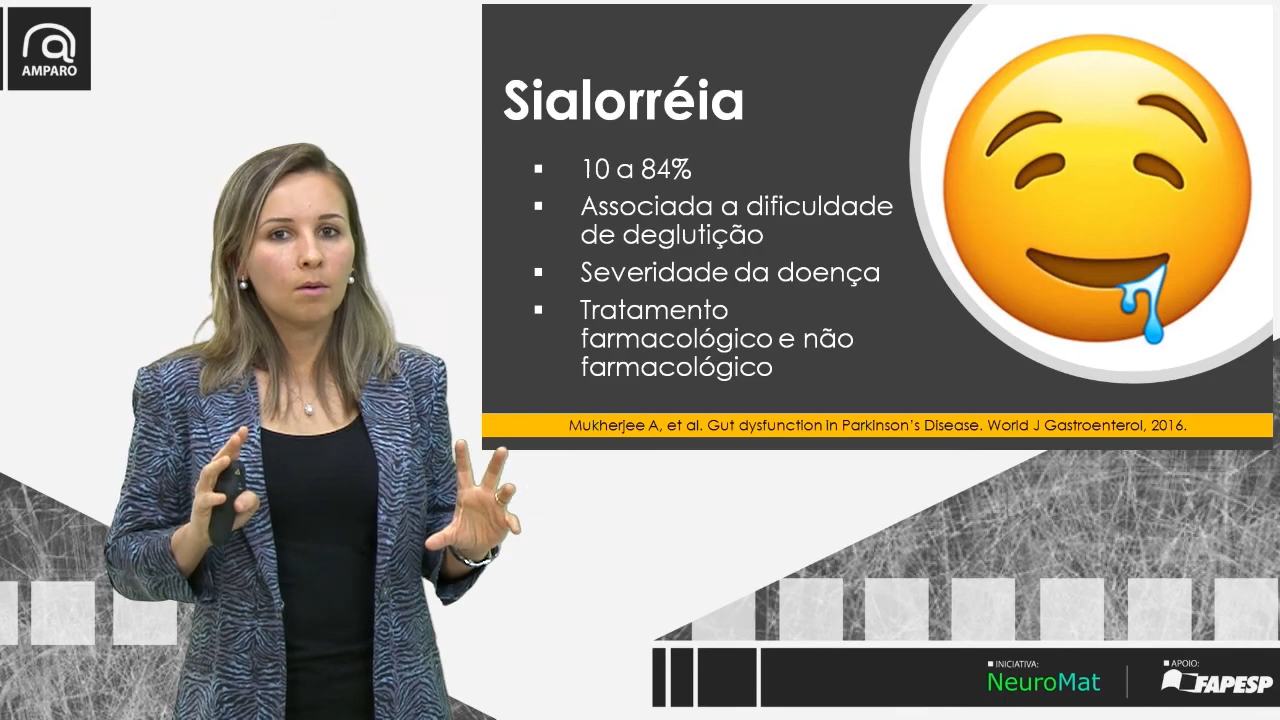 AMPARO
Sialorréia
10 a 84%
Associada a dificuldade
de deglutição
Severidade da doença
Tratamento
farmacológico e não
farmacológico
Mukherjee A, et al. Gut dysfunction in Parkinson's Disease. World J Gastroenterol, 2016.
INICIATIVA:
NeuroMat
APOIO:
FAPESP